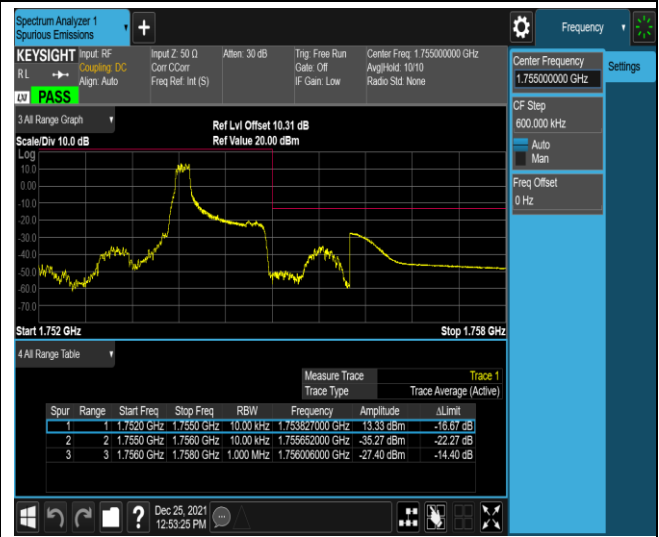 Spectrum Analyzer 1
Spurious Emissions
+
Frequency
KEYSIGHT
RL
PASS
Input: RF
Coupling: DC
Align: Auto
Input Z: 50 Ω
Corr CCorr
Freq Ref: Int (S)
Atten: 30 dB
Trig: Free Run
Gate: Off
IF Gain: Low
Center Freq: 1.755000000 GHz
Avg|Hold: 10/10
Radio Std: None
Center Frequency
1.755000000 GHz
Settings
CF Step
600.000 kHz
Auto
Man
Freq Offset
0 Hz
3 All Range Graph
Scale/Div 10.0 dB
Ref Lvl Offset 10.31 dB
Ref Value 20.00 dBm
Log
10.0
0.00
-10.0
-20.0
-30.0
-40.0
-50.0
-60.0
-70.0
Start 1.752 GHz
Stop 1.758 GHz
4 All Range Table
Measure Trace Trace 1
Trace Type Trace Average (Active)
Spur Range Start Freq Stop Freq RBW Frequency Amplitude ΔLimit
1 1 1.7520 GHz 1.7550 GHz 10.00 kHz 1.753827000 GHz 13.33 dBm -16.67 dB
2 2 1.7550 GHz 1.7560 GHz 10.00 kHz 1.755652000 GHz -35.27 dBm -22.27 dB
3 3 1.7560 GHz 1.7580 GHz 1.000 MHz 1.756006000 GHz -27.40 dBm -14.40 dB
?
Dec 25, 2021
12:53:25 PM